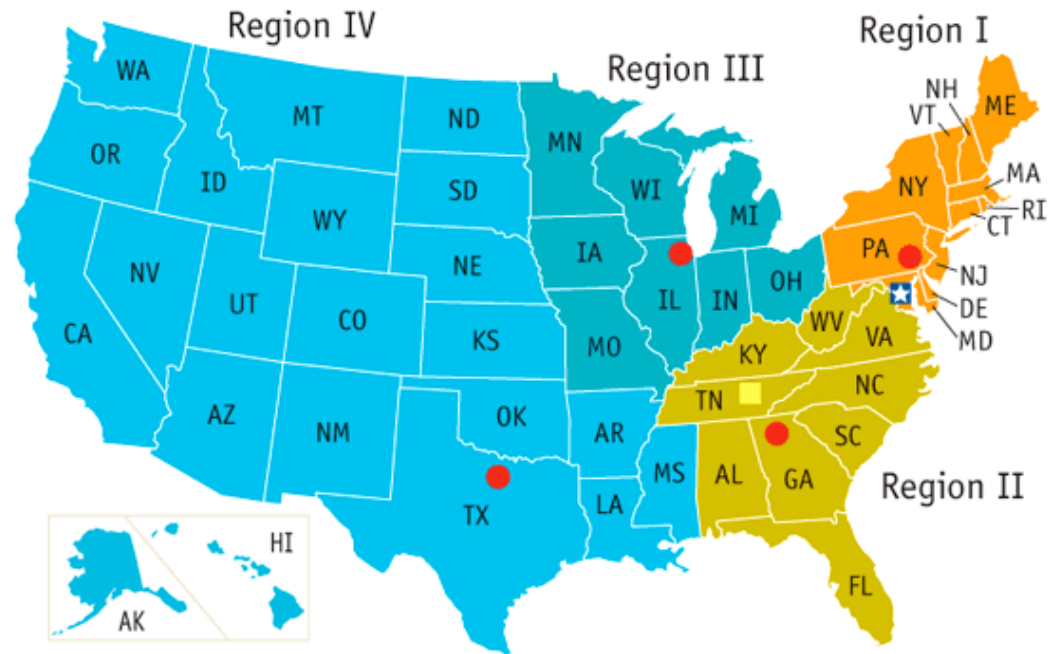 Region IV
Region I
Region III
WA
NH
ME
VT
MT
ND
MN
OR
MA
ID
SD
WI
NY
RI
WY
MI
CT
PA
IA
NE
NV
NJ
OH
UT
IL
IN
DE
CO
WV
CA
KS
VA
MD
MO
KY
NC
TN
AZ
OK
NM
AR
SC
MS
AL
GA
Region II
LA
TX
HI
FL
AK